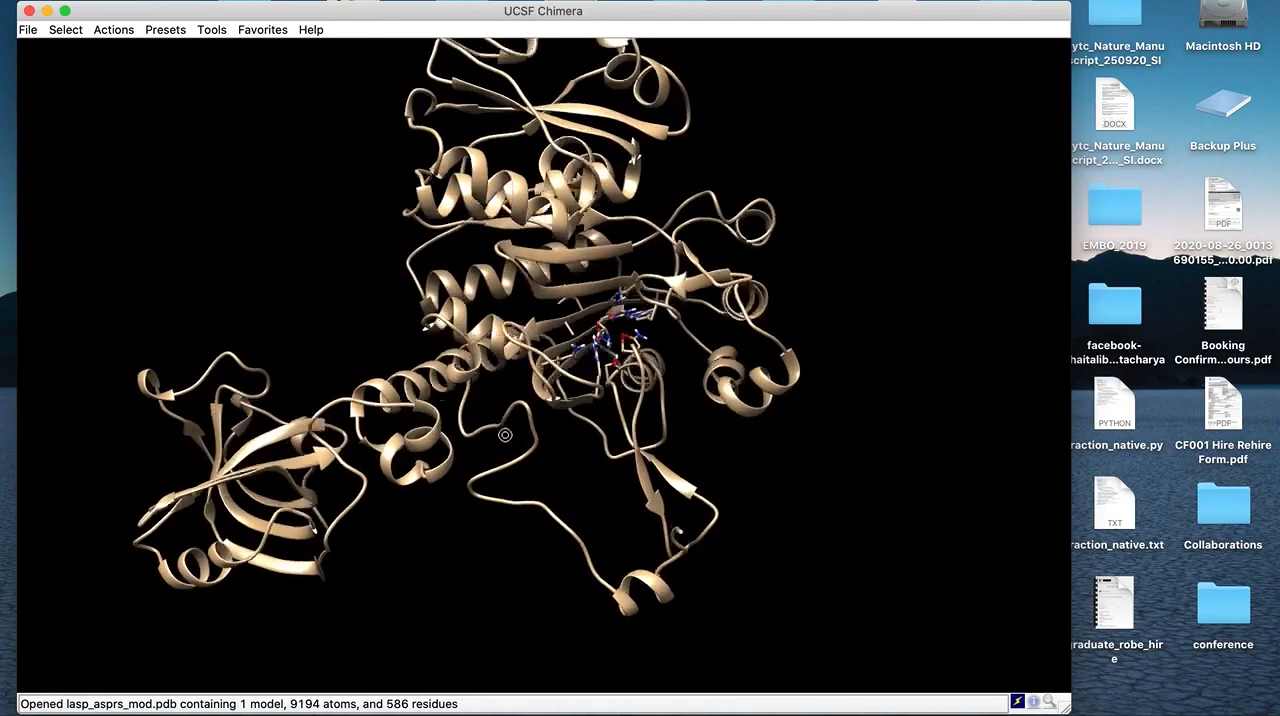 UCSF Chimera
File Select Actions Presets Tools Favorites Help
ytc_Nature_Manu
script_250920_SI
Macintosh HD
DOCX
ytc_Nature_Manu
script_2..._SI.docx
Backup Plus
EMBO_2019
PDF
2020-08-26_0013
690155_...0.00.pdf
facebook-
haitalib...tacharya
Booking
Confirm...ours.pdf
PYTHON
raction_native.py
PDF
CF001 Hire Rehire
Form.pdf
TXT
raction_native.txt
Collaborations
graduate_robe_hir
e
conference
Opened lasp_asprs_mod.pdb containing 1 model, 9194 atoms, and 586 residues